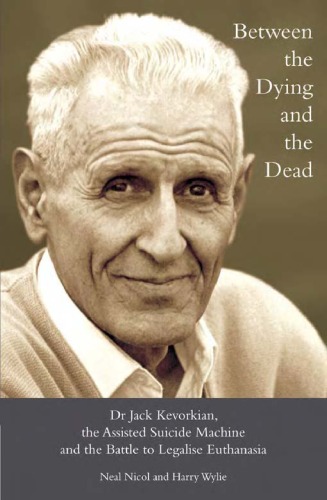 Between
the
Dying
and
the
Dead
Dr Jack Kevorkian,
the Assisted Suicide Machine
and the Battle to Legalise Euthanasia
Neal Nicol and Harry Wylie